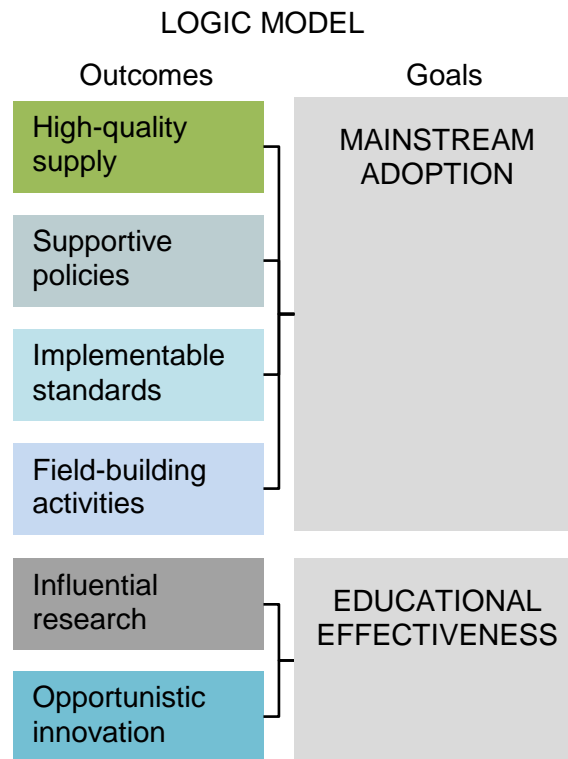 LOGIC MODEL
Outcomes
Goals
High-quality
supply
Supportive
policies
Implementable
standards
Field-building
activities
MAINSTREAM
ADOPTION
Influential
research
Opportunistic
innovation
EDUCATIONAL
EFFECTIVENESS